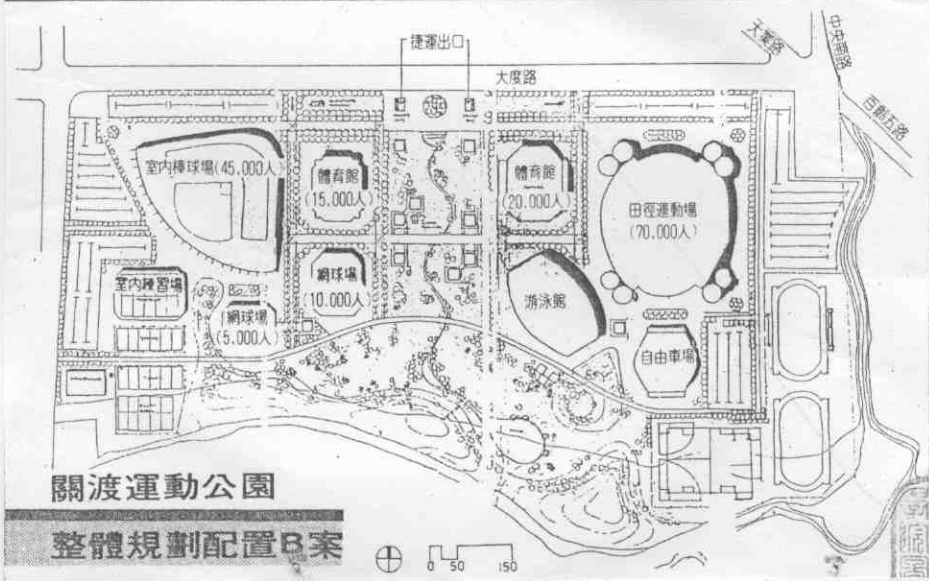 捷運出口
大度路
大業路
中央南路
百齡五路
室內棒球場(45.000人)
體育館
(15.000人)
體育館
(20.000人)
田徑運動場
(70.000人)
網球場
(10.000人)
游泳館
室內練習場
網球場
(5.000人)
自由車場
關渡運動公園
整體規劃配置B案
0 50 150